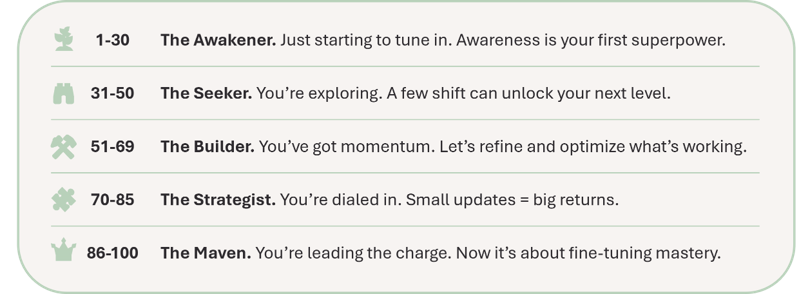 1-30 The Awakener. Just starting to tune in. Awareness is your first superpower.
31-50 The Seeker. You’re exploring. A few shift can unlock your next level.
51-69 The Builder. You’ve got momentum. Let’s refine and optimize what’s working.
70-85 The Strategist. You’re dialed in. Small updates = big returns.
86-100 The Maven. You’re leading the charge. Now it’s about fine-tuning mastery.